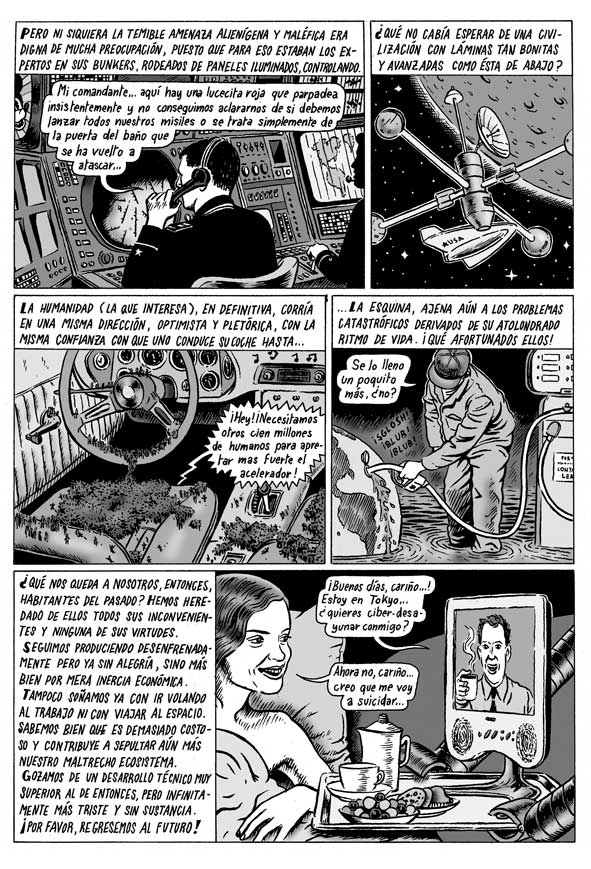 PERO NI SIQUIERA LA TEMIBLE AMENAZA ALIENÍGENA Y MALÉFICA ERA
DIGNA DE MUCHA PREOCUPACIÓN, PUESTO QUE PARA ESO ESTABAN LOS EX-
PERTOS EN SUS BUNKERS, RODEADOS DE PANELES ILUMINADOS, CONTROLANDO.
Mi comandante... aquí hay una lucecita roja que parpadea
insistentemente y no conseguimos aclararnos de si debemos
lanzar todos nuestros misiles o se trata simplemente de
la puerta del baño que
se ha vuelto a
atascar...
¿QUÉ NO CABÍA ESPERAR DE UNA CIVI-
LIZACIÓN CON LÁMINAS TAN BONITAS
Y AVANZADAS COMO ÉSTA DE ABAJO?
USA
LA HUMANIDAD (LA QUE INTERESA), EN DEFINITIVA, CORRÍA
EN UNA MISMA DIRECCIÓN, OPTIMISTA Y PLETÓRICA, CON LA
MISMA CONFIANZA CON QUE UNO CONDUCE SU COCHE HASTA...
¡Hey! ¡Necesitamos
otros cien millones
de humanos para apre-
tar mas fuerte el
acelerador!
...LA ESQUINA, AJENA AÚN A LOS PROBLEMAS
CATASTRÓFICOS DERIVADOS DE SU ATOLONDRADO
RITMO DE VIDA. ¡QUÉ AFORTUNADOS ELLOS!
Se lo lleno
un poquito
más, ¿no?
SGLOSH!
¡BLUB!
¡BLUB!
¿QUÉ NOS QUEDA A NOSOTROS, ENTONCES,
HABITANTES DEL PASADO? HEMOS HERE-
DADO DE ELLOS TODOS SUS INCONVENIEN-
TES Y NINGUNA DE SUS VIRTUDES.
SEGUIMOS PRODUCIENDO DESENFRENADA-
MENTE PERO YA SIN ALEGRÍA, SINO MÁS
BIEN POR MERA INERCIA ECONÓMICA.
TAMPOCO SOÑAMOS YA CON IR VOLANDO
AL TRABAJO NI CON VIAJAR AL ESPACIO.
SABEMOS BIEN QUE ES DEMASIADO COSTO-
SO Y CONTRIBUYE A SEPULTAR AÚN MÁS
NUESTRO MALTRECHO ECOSISTEMA.
GOZAMOS DE UN DESARROLLO TÉCNICO MUY
SUPERIOR AL DE ENTONCES, PERO INFINITA-
MENTE MÁS TRISTE Y SIN SUSTANCIA.
¡POR FAVOR, REGRESEMOS AL FUTURO!
¡Buenos días, cariño...!
Estoy en Tokyo...
¿quieres ciber-desa-
yunar conmigo?
Ahora no, cariño...
creo que me voy
a suicidar...